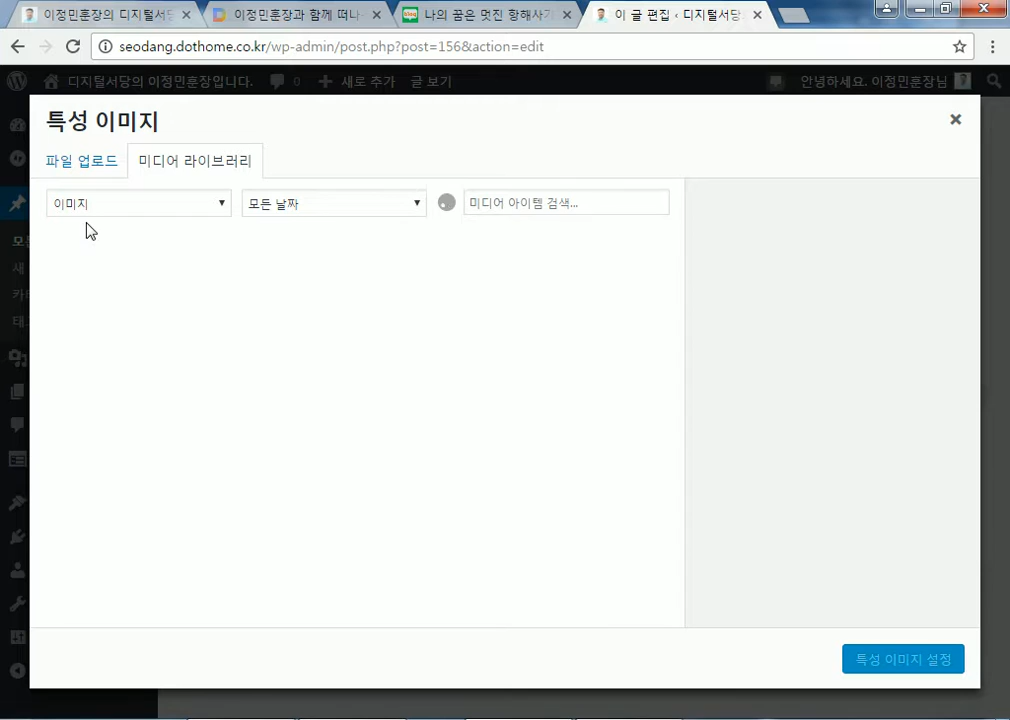 이정민훈장의 디지털서당
이정민훈장과 함께 떠나
blog
나의 꿈은 멋진 항해사
이 글 편집 ‹ 디지털서당
seodang.dothome.co.kr/wp-admin/post.php?post=156&action=edit
디지털서당의 이정민훈장입니다.
0
새로 추가
글 보기
안녕하세요. 이정민훈장님
특성 이미지
파일 업로드
미디어 라이브러리
이미지
모든 날짜
미디어 아이템 검색...
모든
새
카
태
특성 이미지 설정